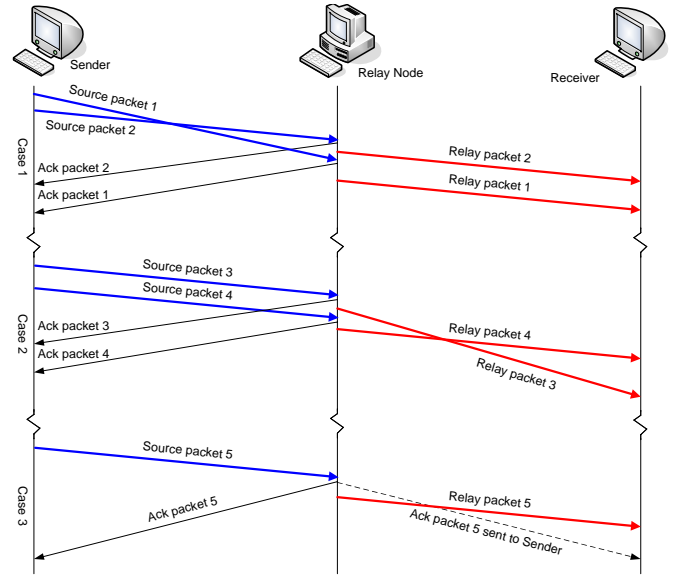 Sender
Relay Node
Receiver
Case 1
Source packet 1
Source packet 2
Ack packet 2
Ack packet 1
Relay packet 2
Relay packet 1
Case 2
Source packet 3
Source packet 4
Ack packet 3
Ack packet 4
Relay packet 4
Relay packet 3
Case 3
Source packet 5
Ack packet 5
Relay packet 5
Ack packet 5 sent to Sender